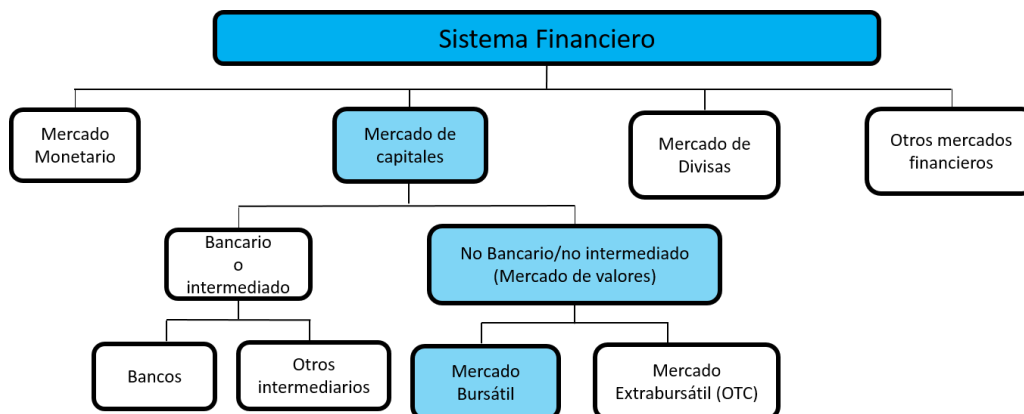 Sistema Financiero
Mercado
Monetario
Mercado de
capitales
Mercado de
Divisas
Otros mercados
financieros
Bancario
o
intermediado
No Bancario/no intermediado
(Mercado de valores)
Bancos
Otros
intermediarios
Mercado
Bursátil
Mercado
Extrabursátil (OTC)